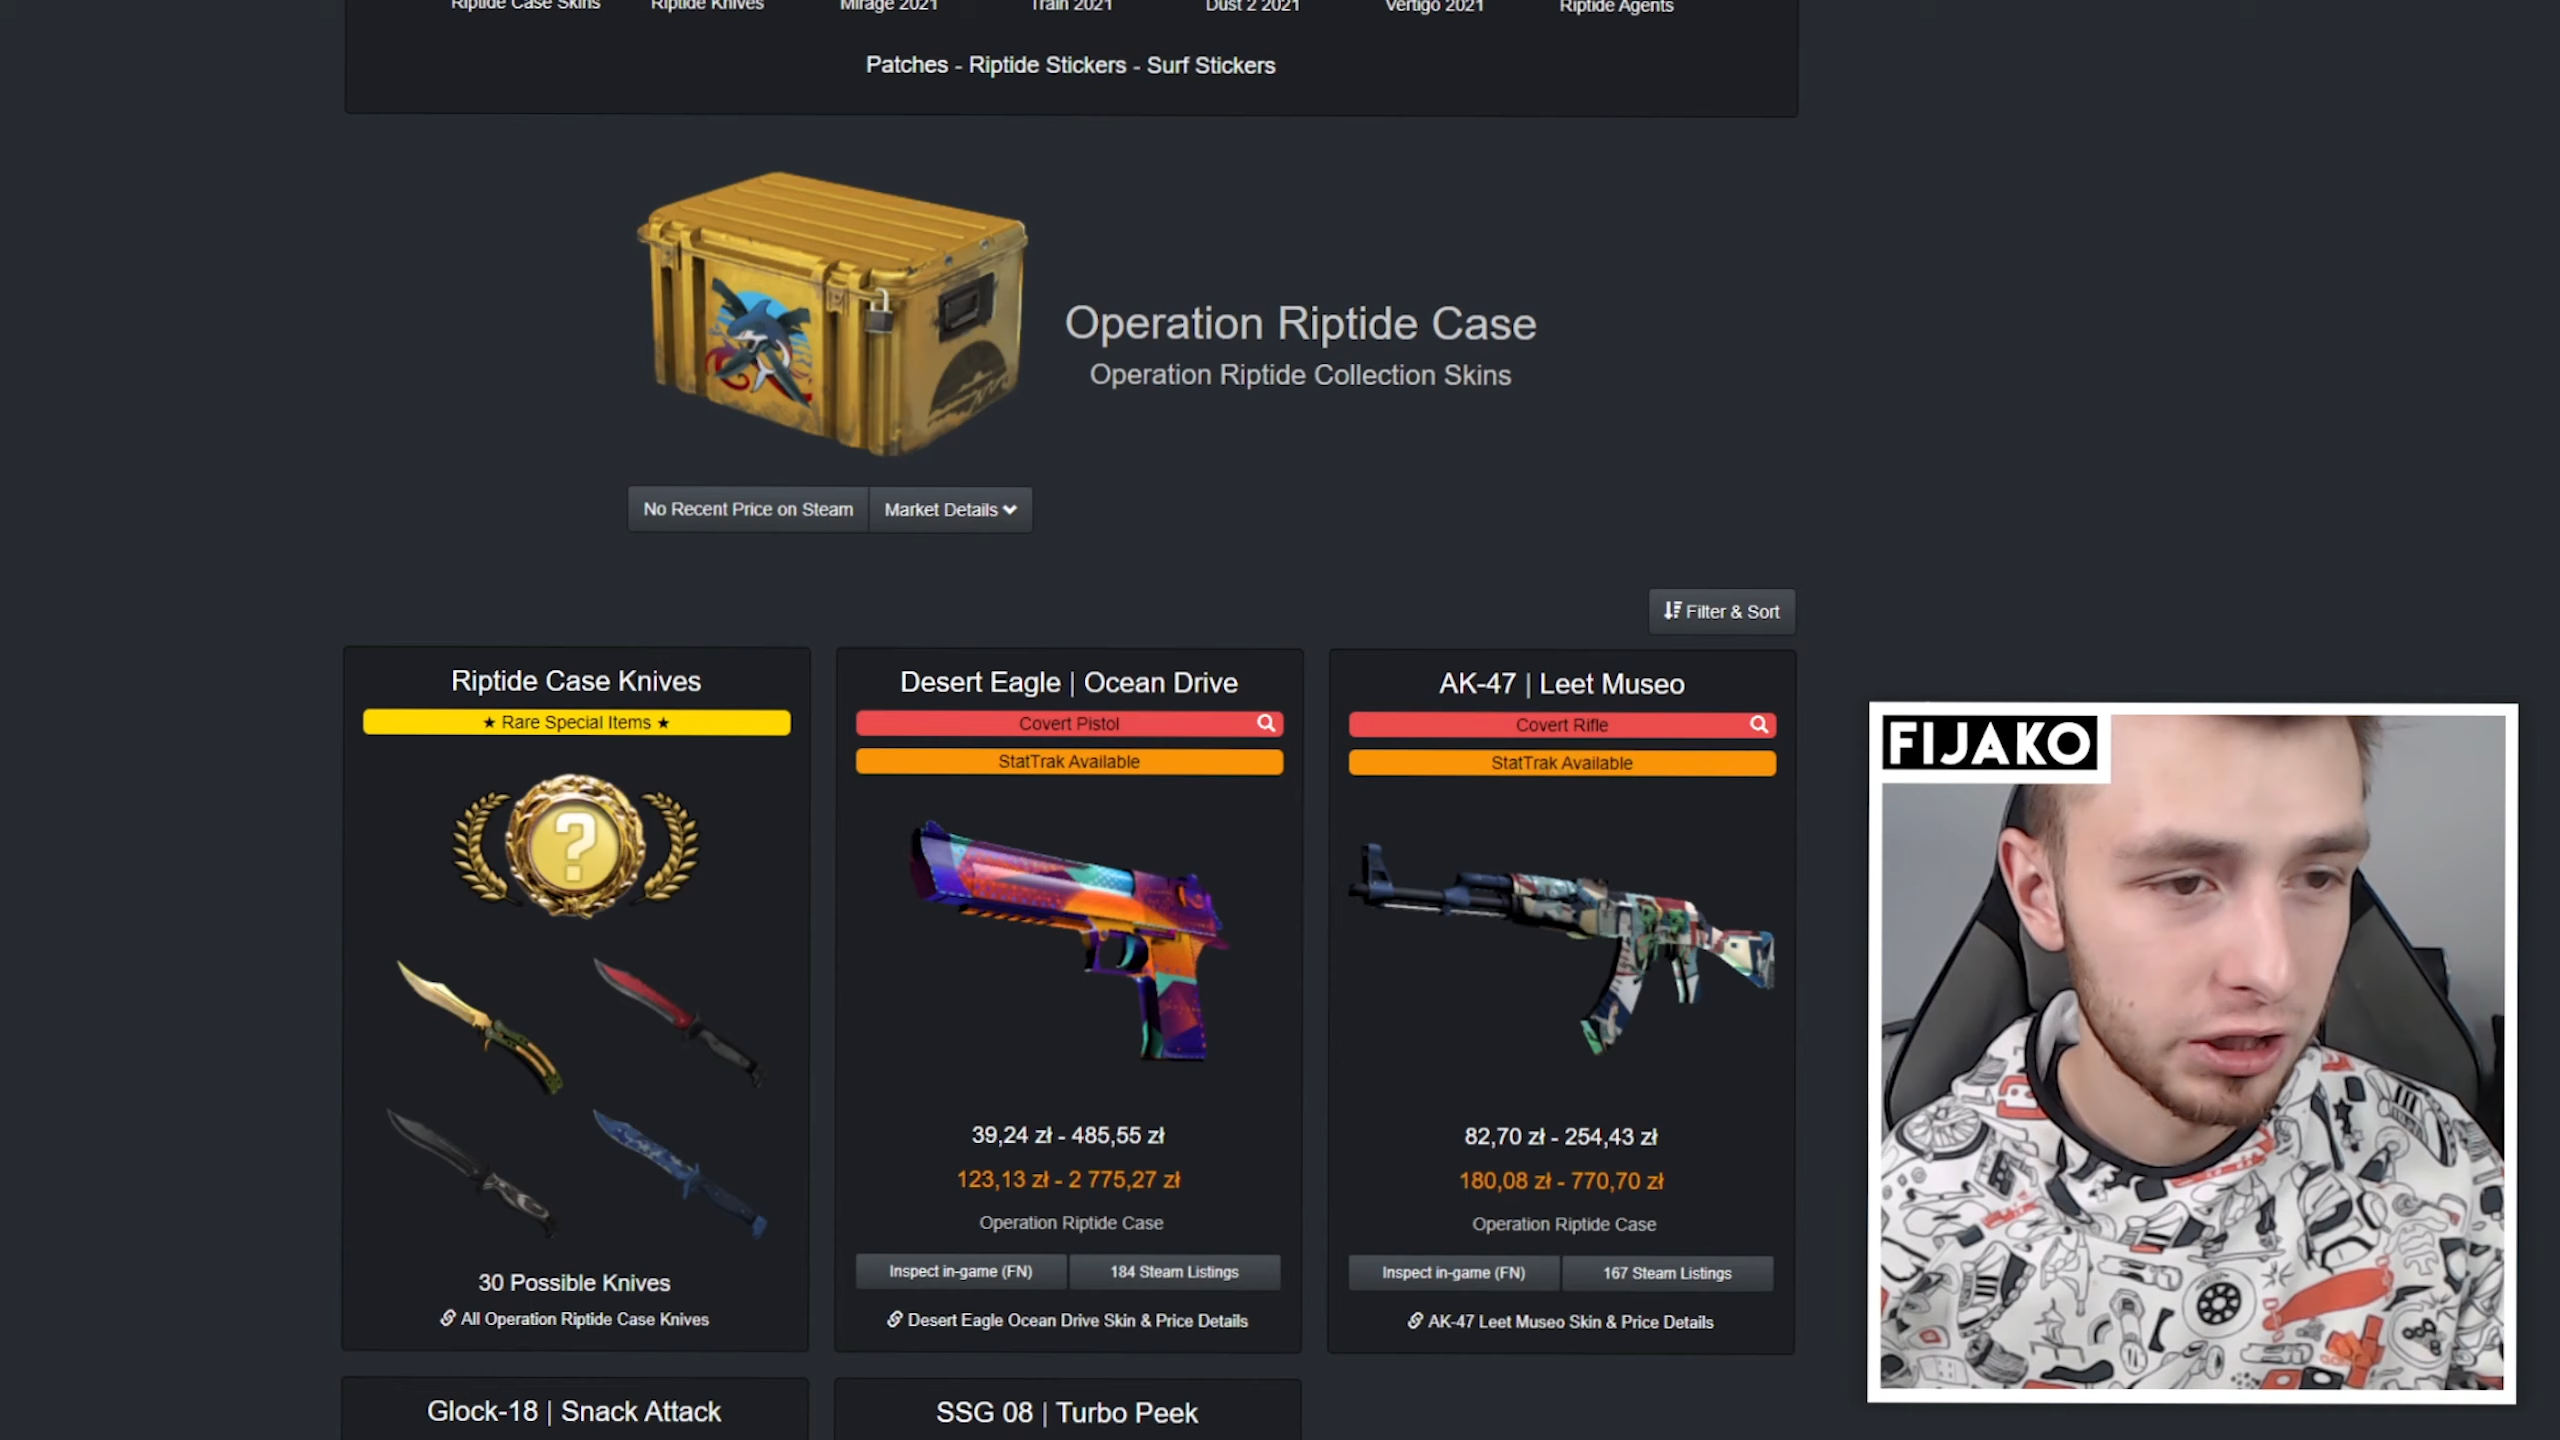 Riptide Case Skins
Riptide Knives
Mirage 2021
Train 2021
Dust 2 2021
Vertigo 2021
Riptide Agents
Patches - Riptide Stickers - Surf Stickers
Operation Riptide Case
Operation Riptide Collection Skins
No Recent Price on Steam
Market Details
Filter & Sort
Riptide Case Knives
★ Rare Special Items ★
30 Possible Knives
All Operation Riptide Case Knives
Desert Eagle | Ocean Drive
Covert Pistol
StatTrak Available
39,24 zł - 485,55 zł
123,13 zł - 2 775,27 zł
Operation Riptide Case
Inspect in-game (FN)
184 Steam Listings
Desert Eagle Ocean Drive Skin & Price Details
AK-47 | Leet Museo
Covert Rifle
StatTrak Available
82,70 zł - 254,43 zł
180,08 zł - 770,70 zł
Operation Riptide Case
Inspect in-game (FN)
167 Steam Listings
AK-47 Leet Museo Skin & Price Details
Glock-18 | Snack Attack
SSG 08 | Turbo Peek
FIJAKO